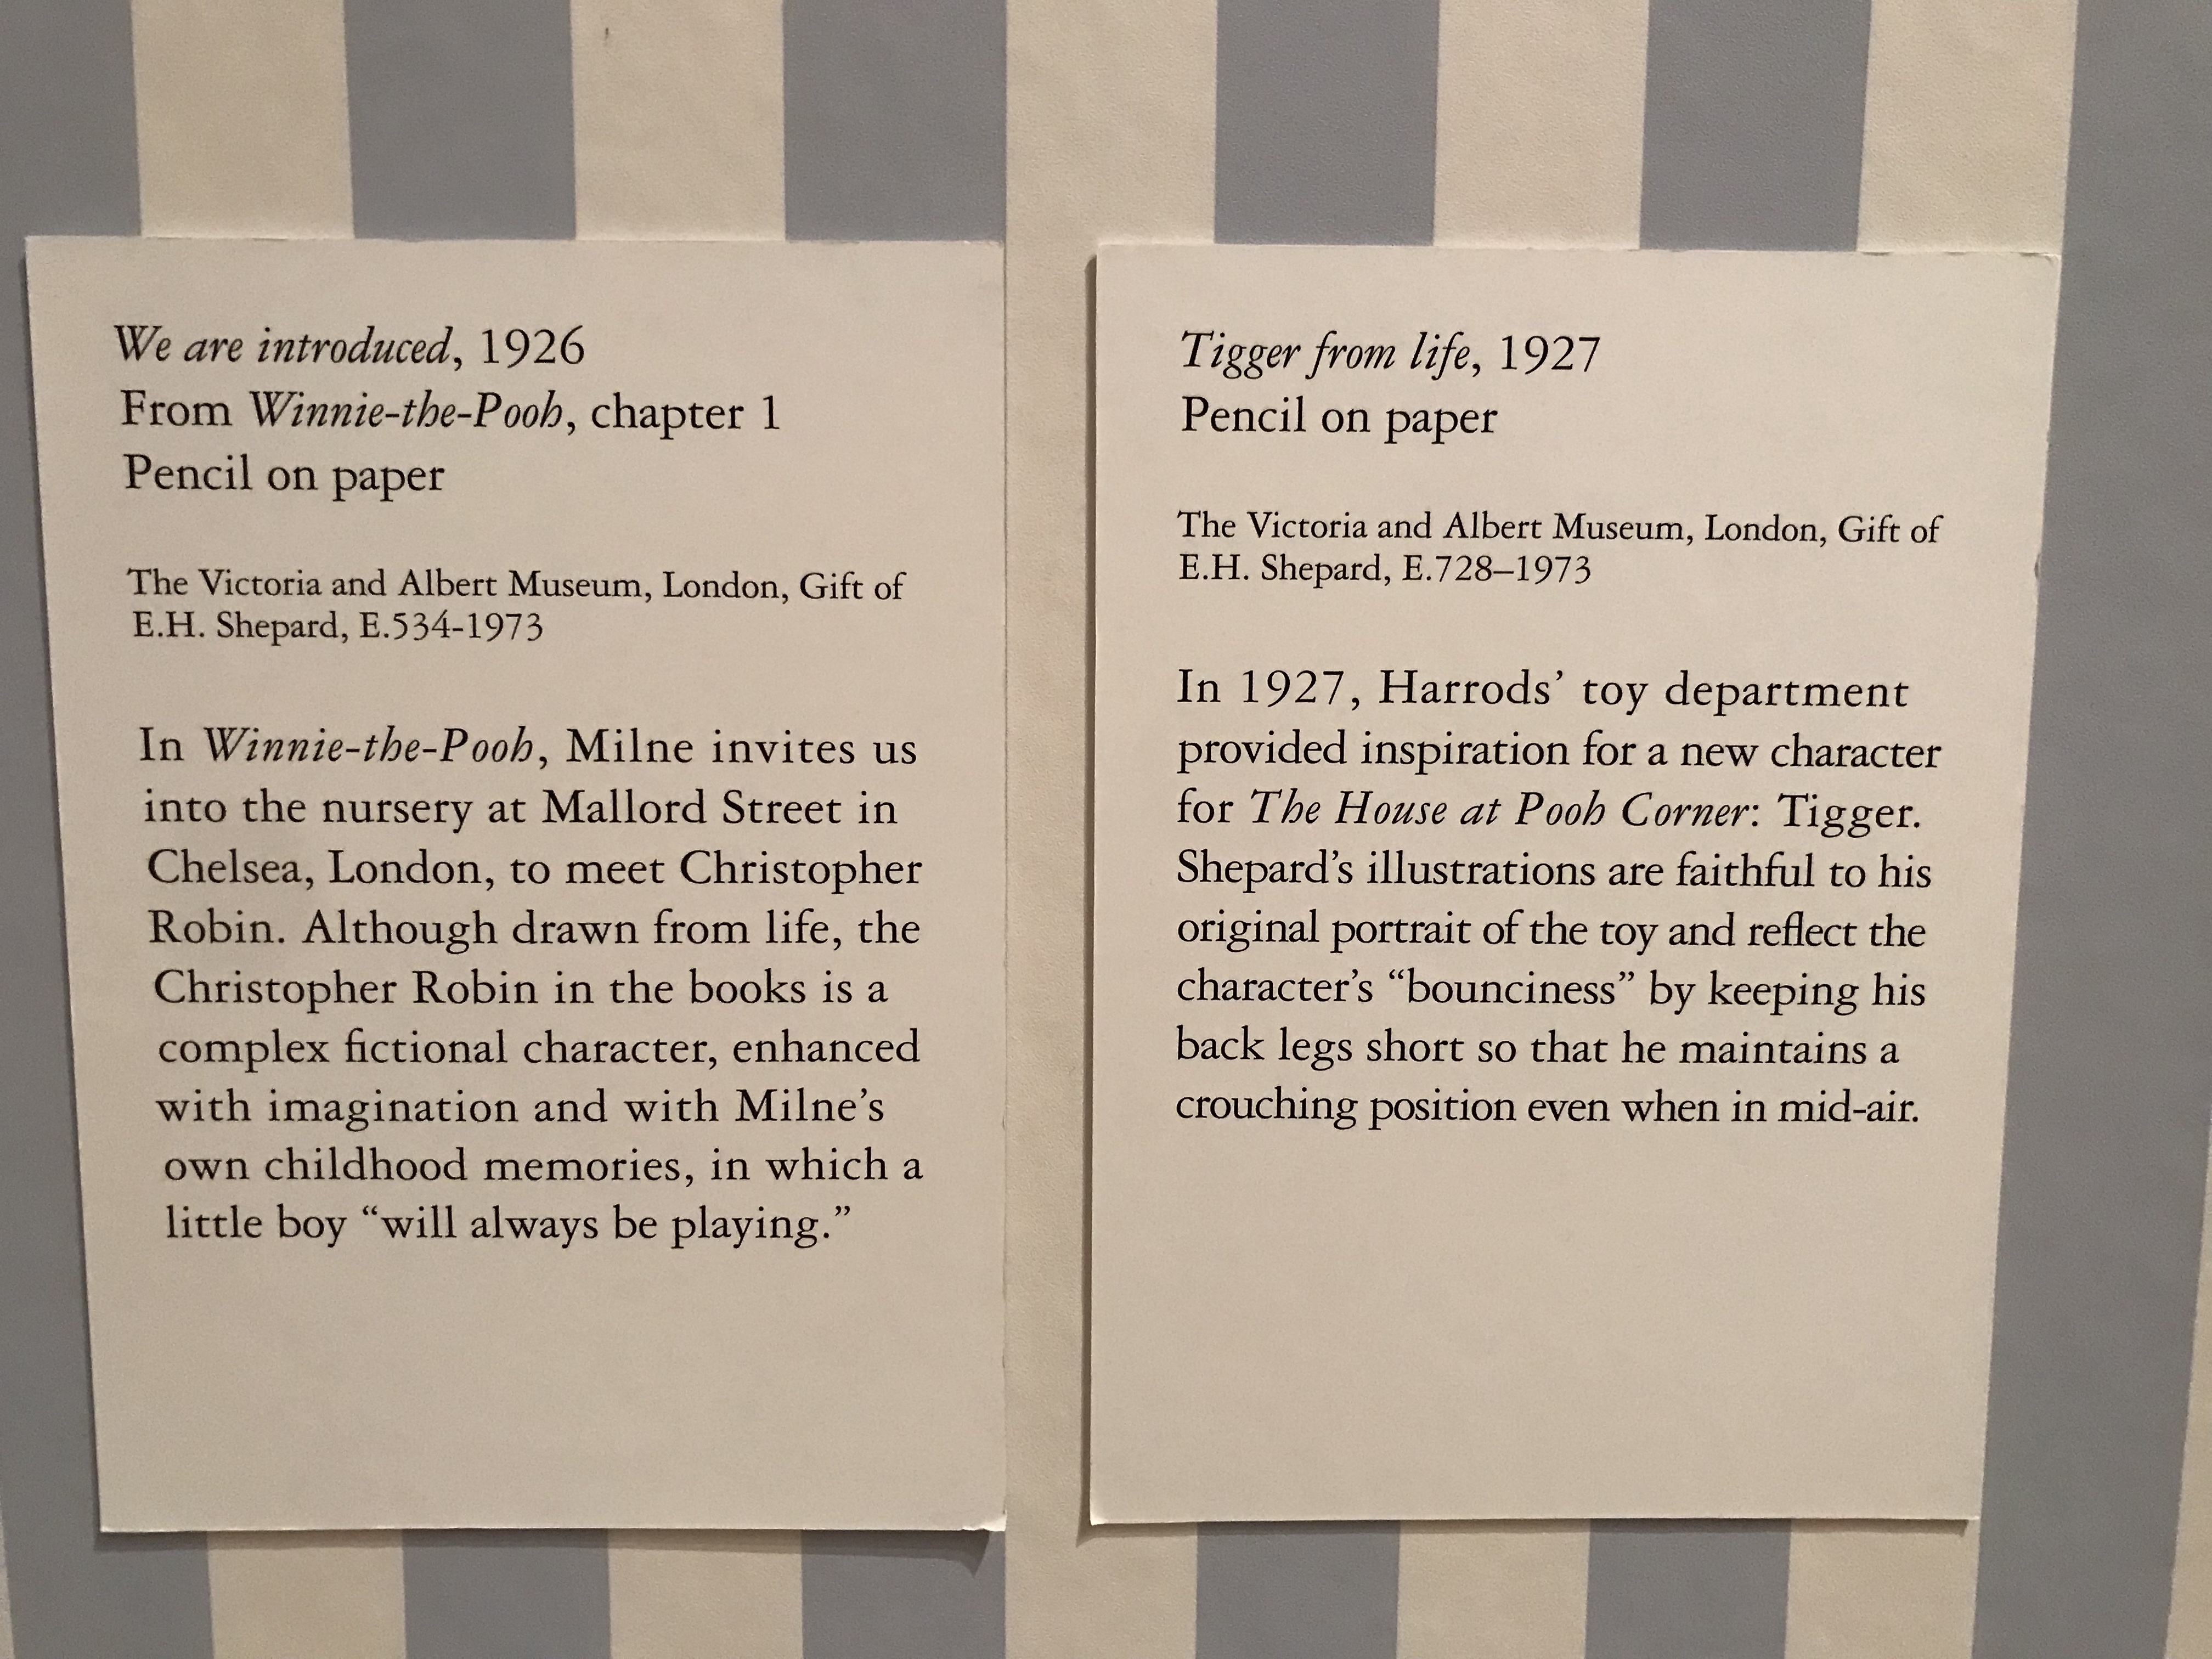 We are introduced, 1926
From Winnie-the-Pooh, chapter 1
Pencil on paper
The Victoria and Albert Museum, London, Gift of
E.H. Shepard, E.534-1973
In Winnie-the-Pooh, Milne invites us
into the nursery at Mallord Street in
Chelsea, London, to meet Christopher
Robin. Although drawn from life, the
Christopher Robin in the books is a
complex fictional character, enhanced
with imagination and with Milne’s
own childhood memories, in which a
little boy “will always be playing.”
Tigger from life, 1927
Pencil on paper
The Victoria and Albert Museum, London, Gift of
E.H. Shepard, E.728–1973
In 1927, Harrods’ toy department
provided inspiration for a new character
for The House at Pooh Corner: Tigger.
Shepard’s illustrations are faithful to his
original portrait of the toy and reflect the
character’s “bounciness” by keeping his
back legs short so that he maintains a
crouching position even when in mid-air.